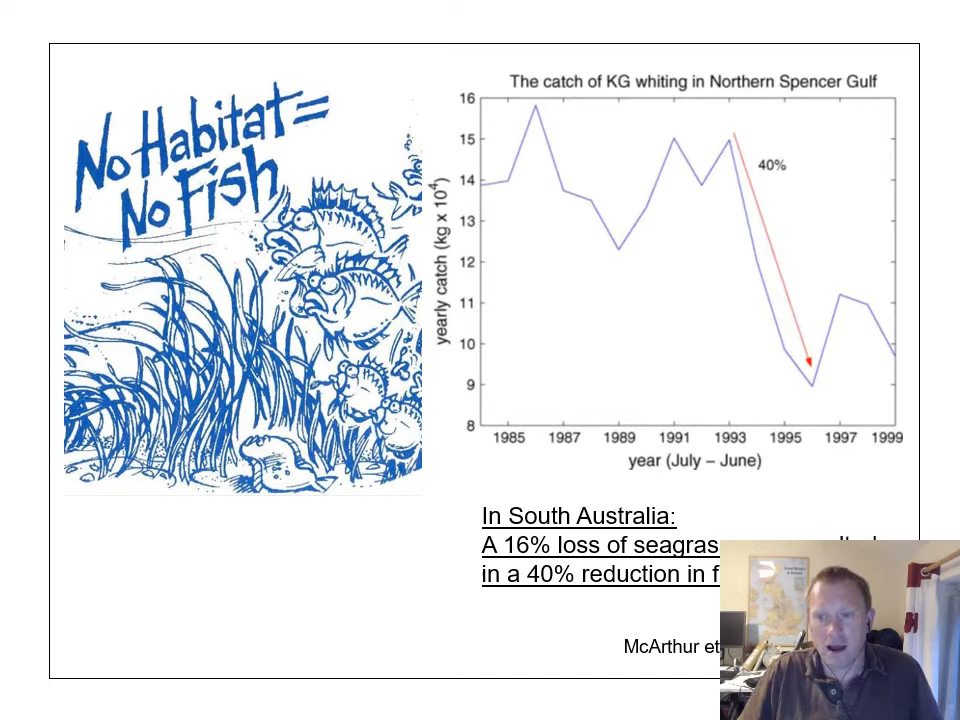 No Habitat=
No Fish
The catch of KG whiting in Northern Spencer Gulf
16
15
14
13
12
11
10
9
8
yearly catch (kg x 10⁴)
40%
1985 1987 1989 1991 1993 1995 1997 1999
year (July – June)
In South Australia:
A 16% loss of
in a 40% reduction in
McArthur et